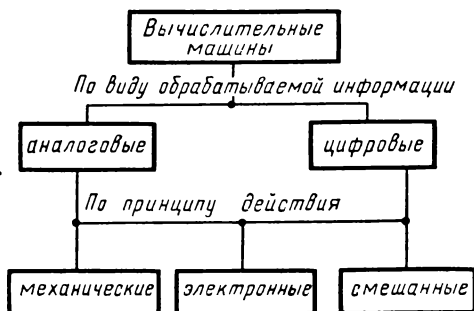 Вычислительные
машины
По виду обрабатываемой информации
аналоговые
цифровые
По принципу действия
механические
электронные
смешанные